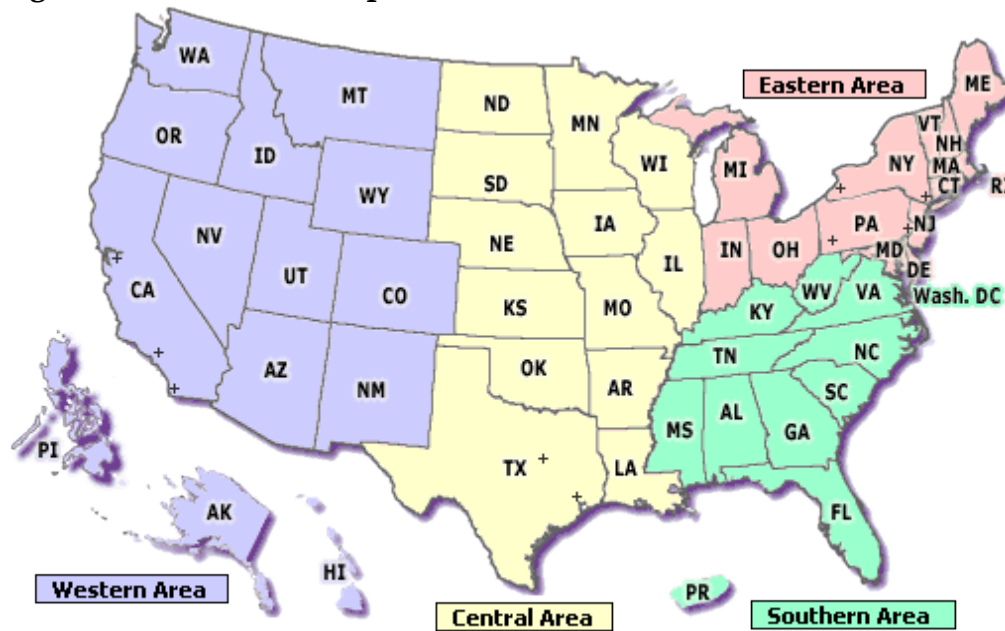 WA
MT
ND
MN
Eastern Area
ME
OR
ID
VT
NH
NY
MA
WI
MI
CT
RI
SD
WY
IA
PA
NJ
NV
NE
IN
OH
MD
DE
UT
IL
CA
CO
WV
VA
Wash. DC
KS
MO
KY
TN
NC
AZ
OK
NM
AR
SC
MS
AL
GA
PI
TX
LA
AK
FL
HI
PR
Western Area
Central Area
Southern Area